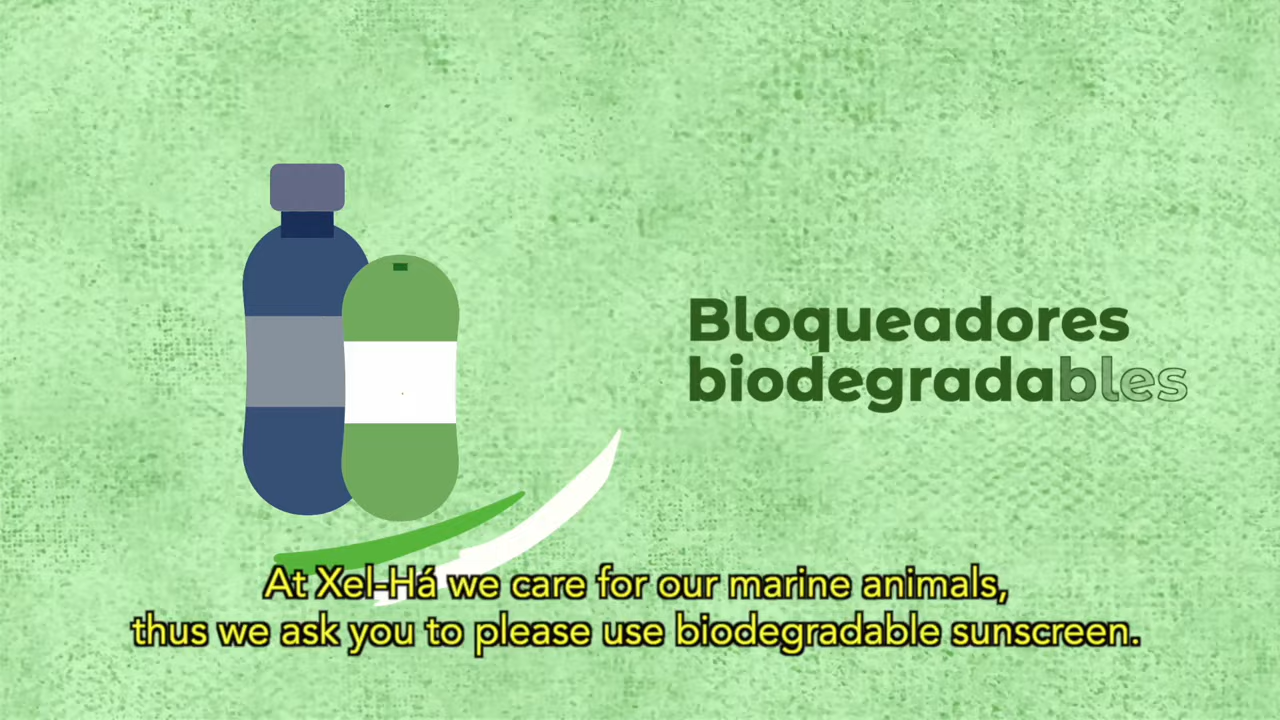 Bloqueadores
biodegradables
At Xel-Há we care for our marine animals,
thus we ask you to please use biodegradable sunscreen.